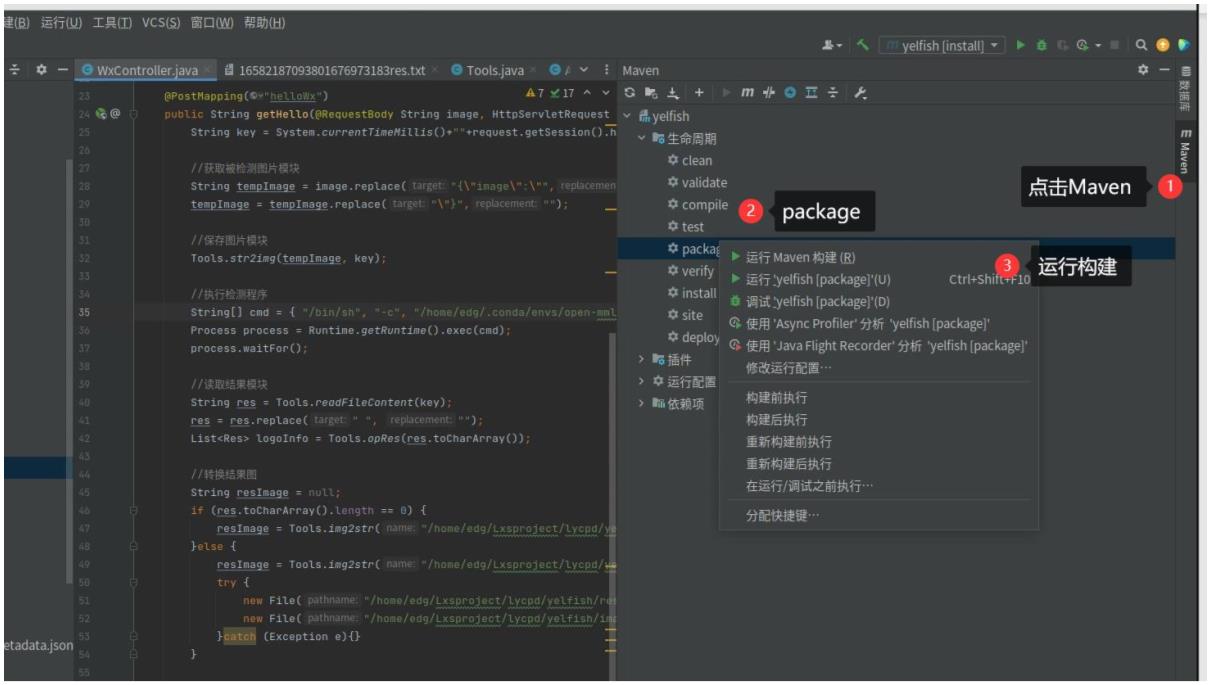 建(B) 运行(U) 工具(T) VCS(S) 窗口(W) 帮助(H)
yelfish [install]
WxController.java 16582187093801676973183res.txt Tools.java
Maven
23 @PostMapping("helloWx") 7 17
24 public String getHello(@RequestBody String image, HttpServletRequest
25 String key = System.currentTimeMillis()+""+request.getSession().h
26
27 //获取被检测图片模块
28 String tempImage = image.replace( target: "{\"image\":\"", replacemen
29 tempImage = tempImage.replace( target: "\"}", replacement: "");
30
31 //保存图片模块
32 Tools.str2img(tempImage, key);
33
34 //执行检测程序
35 String[] cmd = { "/bin/sh", "-c", "/home/edg/.conda/envs/open-mml
36 Process process = Runtime.getRuntime().exec(cmd);
37 process.waitFor();
38
39 //读取结果模块
40 String res = Tools.readFileContent(key);
41 res = res.replace( target: " ", replacement: "");
42 List<Res> logoInfo = Tools.opRes(res.toCharArray());
43
44 //转换结果图
45 String resImage = null;
46 if (res.toCharArray().length == 0) {
47 resImage = Tools.img2str( name: "/home/edg/Lxsproject/lycpd/ye
48 }else {
49 resImage = Tools.img2str( name: "/home/edg/Lxsproject/lycpd/ye
50 try {
51 new File( pathname: "/home/edg/Lxsproject/lycpd/yelfish/re
52 new File( pathname: "/home/edg/Lxsproject/lycpd/yelfish/im
53 }catch (Exception e){}
54 }
55
etadata.json
yelfish
生命周期
clean
validate
compile
test
packag
verify
install
site
deploy
插件
运行配置
依赖项
运行 Maven 构建 (R)
运行 'yelfish [package]'(U) Ctrl+Shift+F10
调试 'yelfish [package]'(D)
使用 'Async Profiler' 分析 'yelfish [package]'
使用 'Java Flight Recorder' 分析 'yelfish [package]'
修改运行配置…
构建前执行
构建后执行
重新构建前执行
重新构建后执行
在运行/调试之前执行…
分配快捷键…
数据库
m Maven
1 点击Maven
2 package
3 运行构建